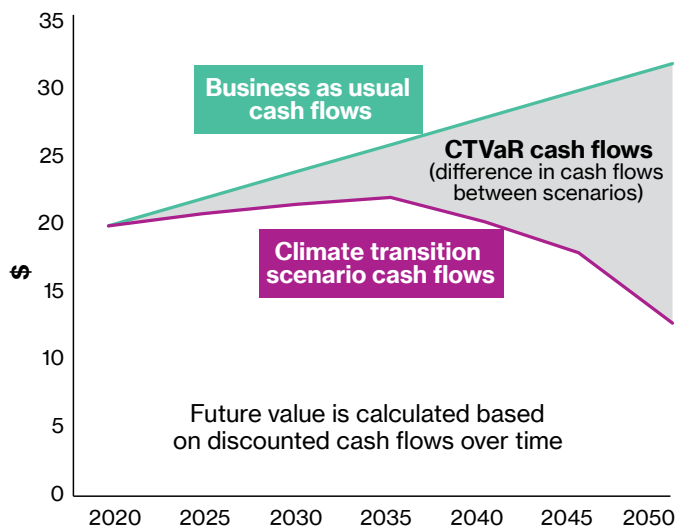 35
30
25
20
15
10
5
0
$
Business as usual
cash flows
CTVaR cash flows
(difference in cash flows
between scenarios)
Climate transition
scenario cash flows
Future value is calculated based
on discounted cash flows over time
2020 2025 2030 2035 2040 2045 2050